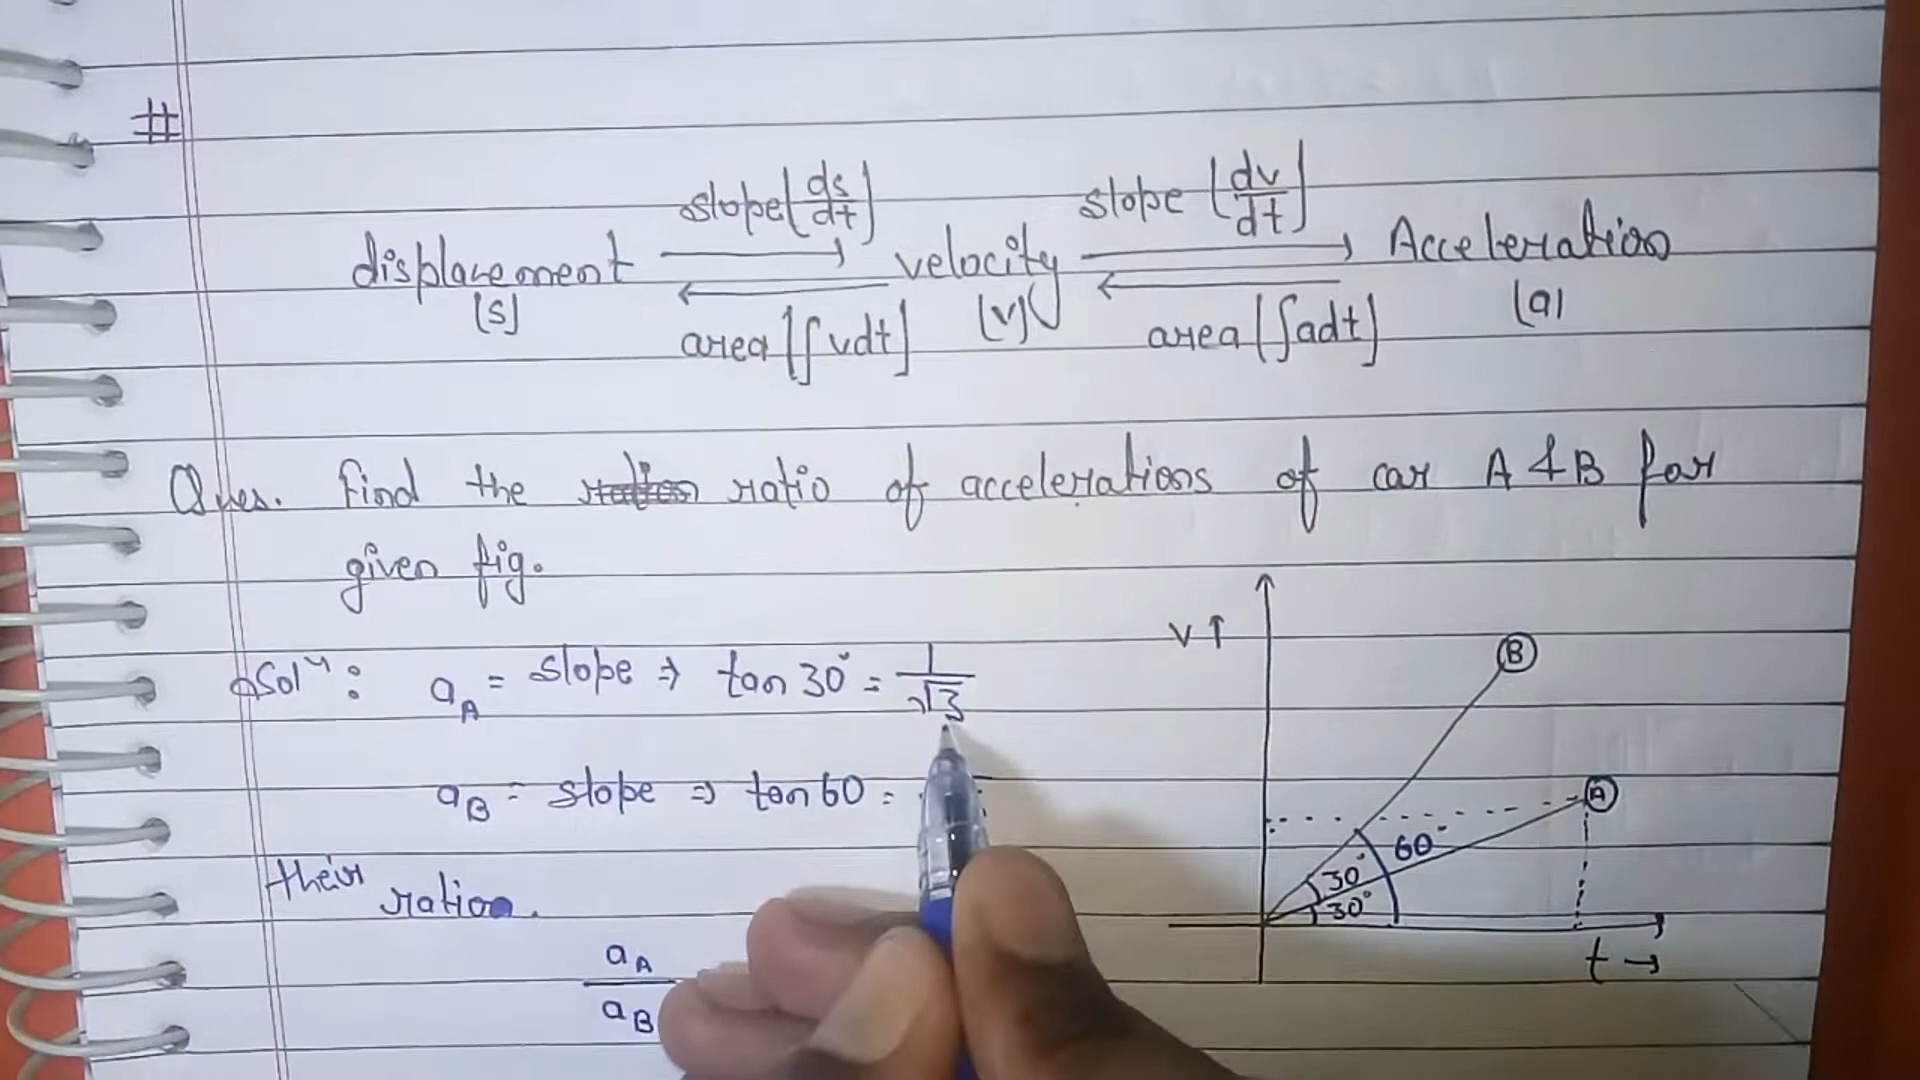 #
slope(ds/dt) slope (dv/dt)
displacement velocity Acceleration
(s) (v) (a)
area (∫vdt) area (∫adt)
Ques. Find the ratio of accelerations of car A & B for
given fig.
Soln: aA = slope ⇒ tan 30° = 1/√3
aB = slope ⇒ tan 60 =
their ration.
aA
aB
V ↑
B
A
60°
30°
30°
t →